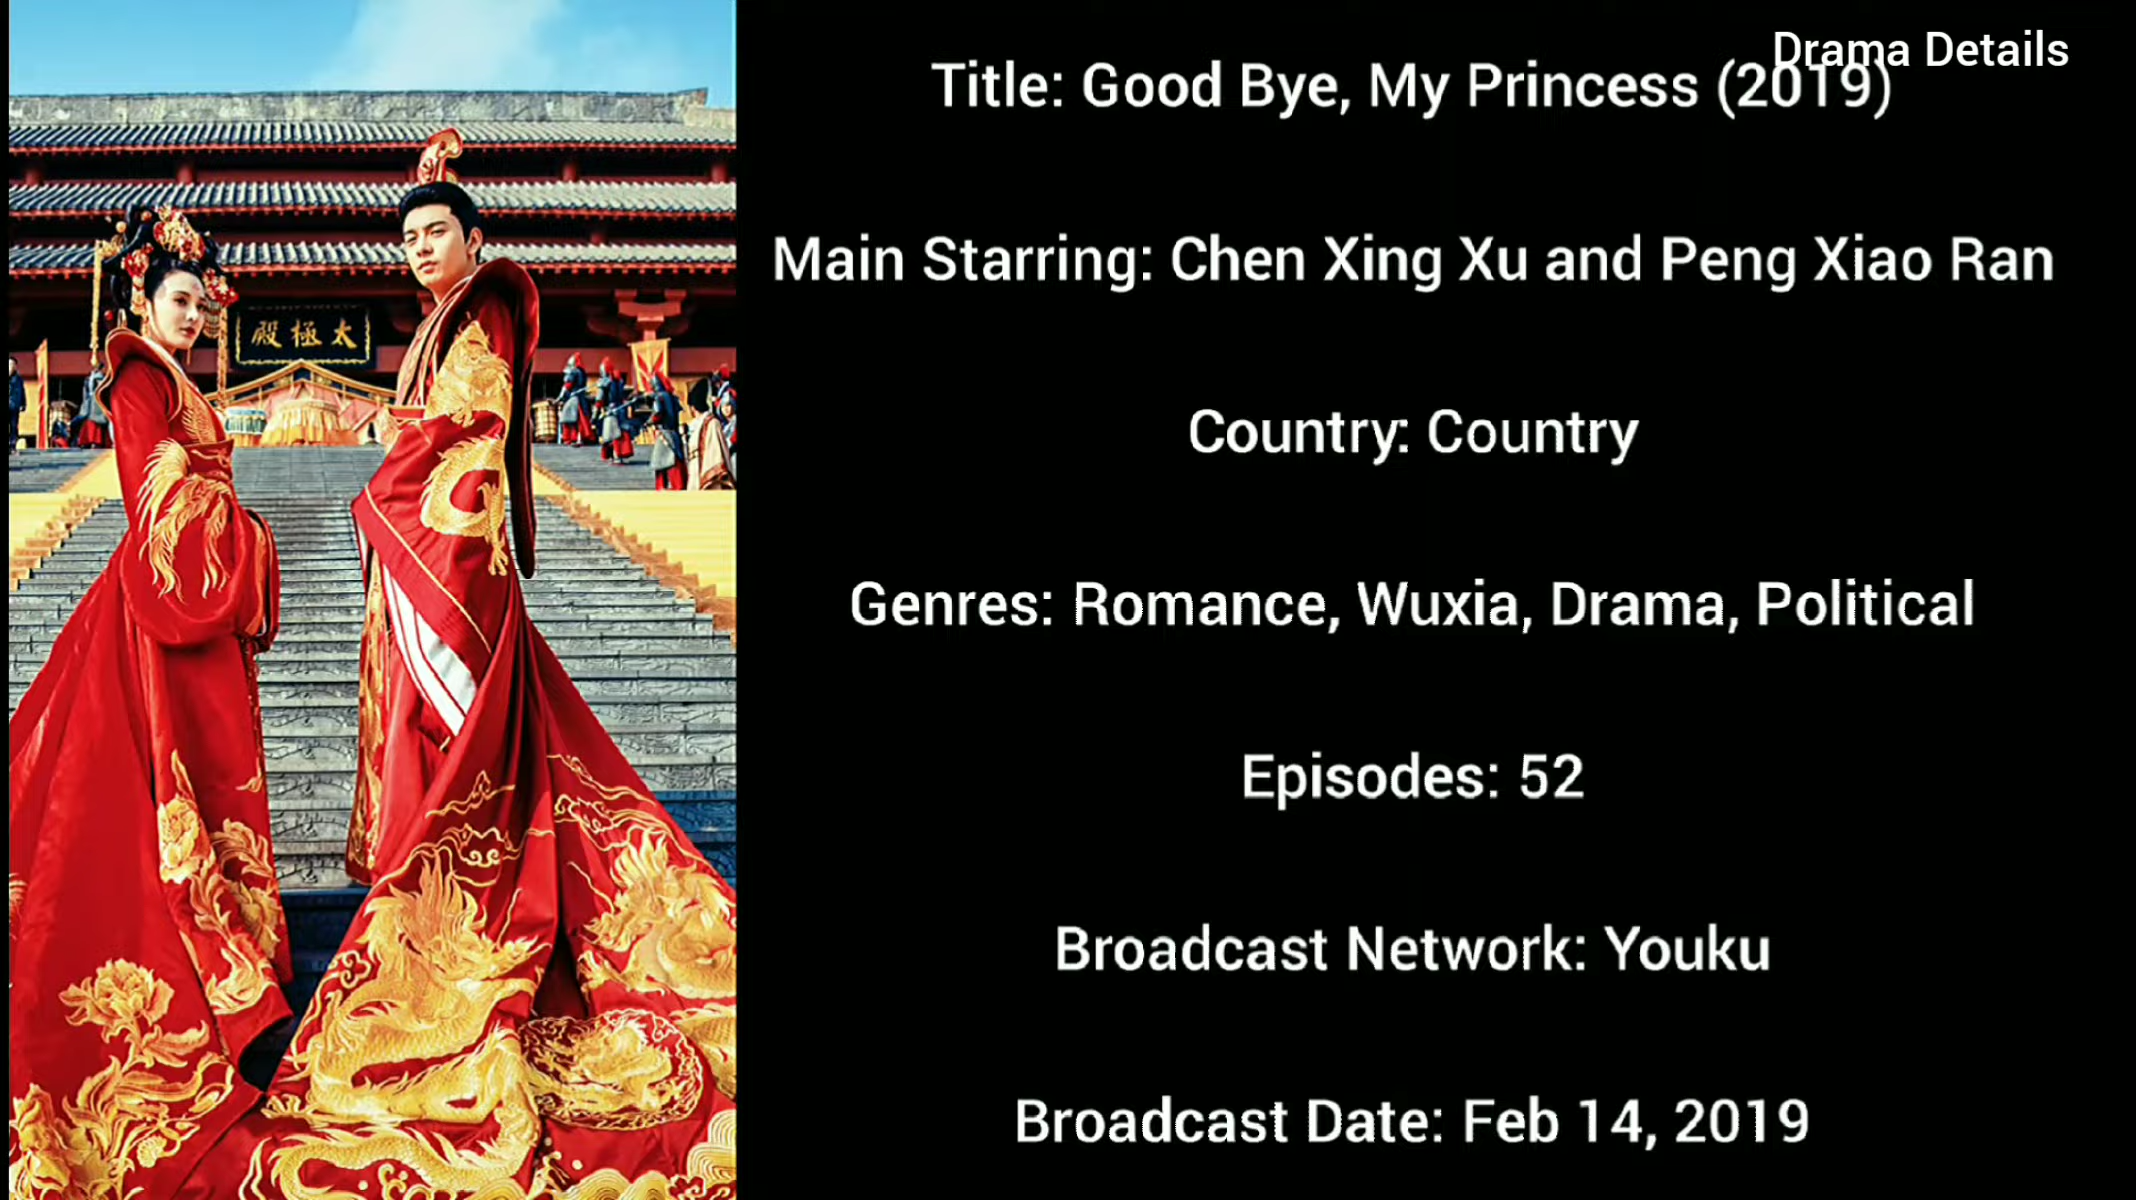 Drama Details
Title: Good Bye, My Princess (2019)
Main Starring: Chen Xing Xu and Peng Xiao Ran
殿極太
Country: Country
Genres: Romance, Wuxia, Drama, Political
Episodes: 52
Broadcast Network: Youku
Broadcast Date: Feb 14, 2019